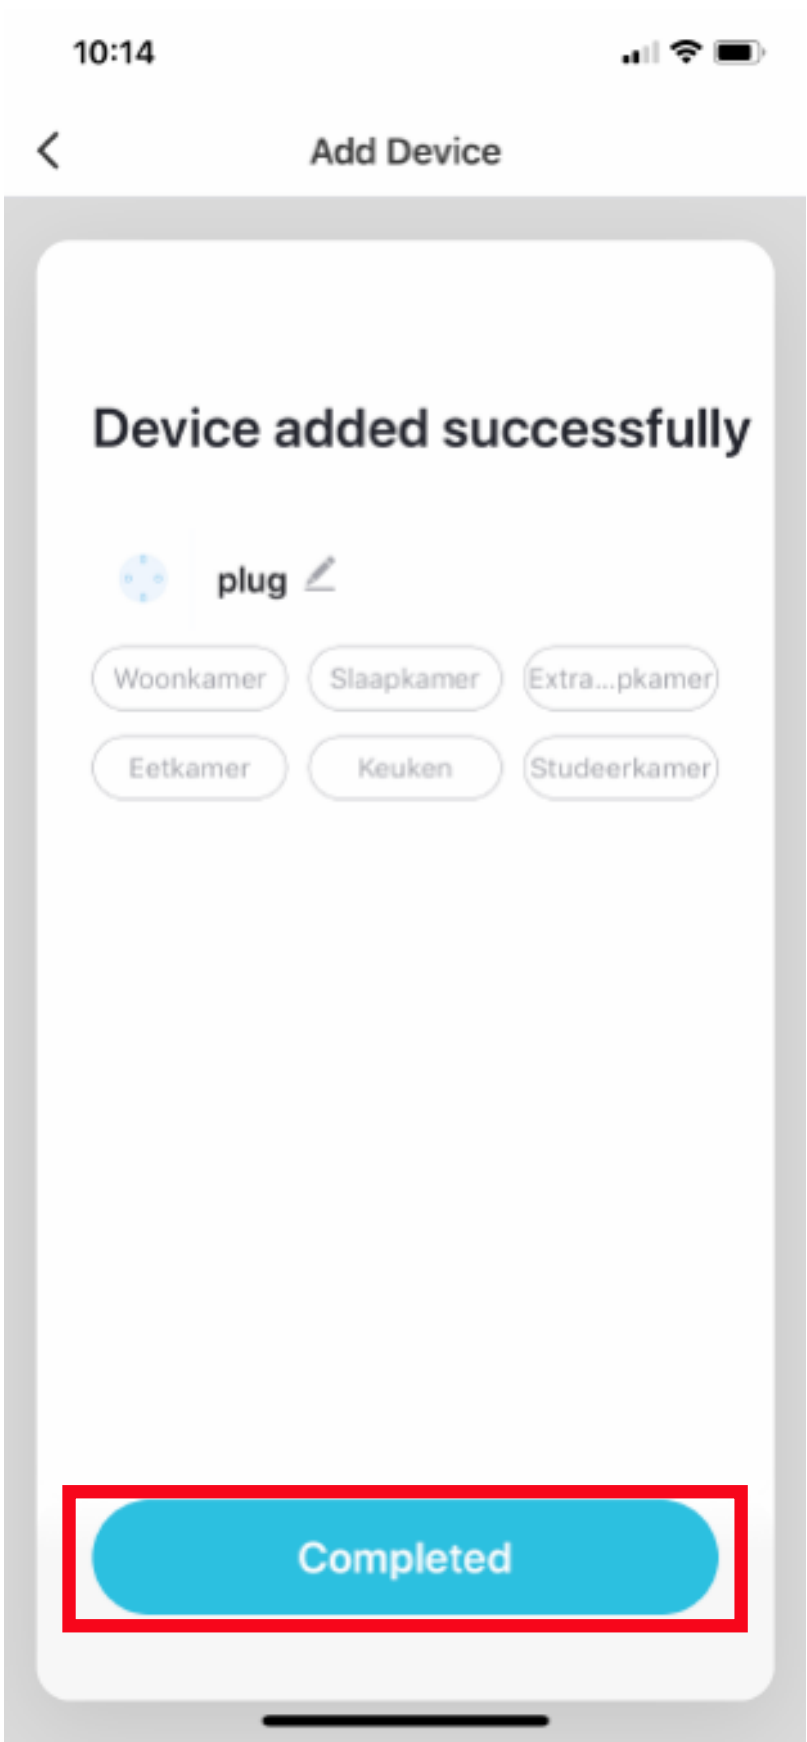 10:14
Add Device
Device added successfully
plug
Woonkamer Slaapkamer Extra...pkamer
Eetkamer Keuken Studeerkamer
Completed